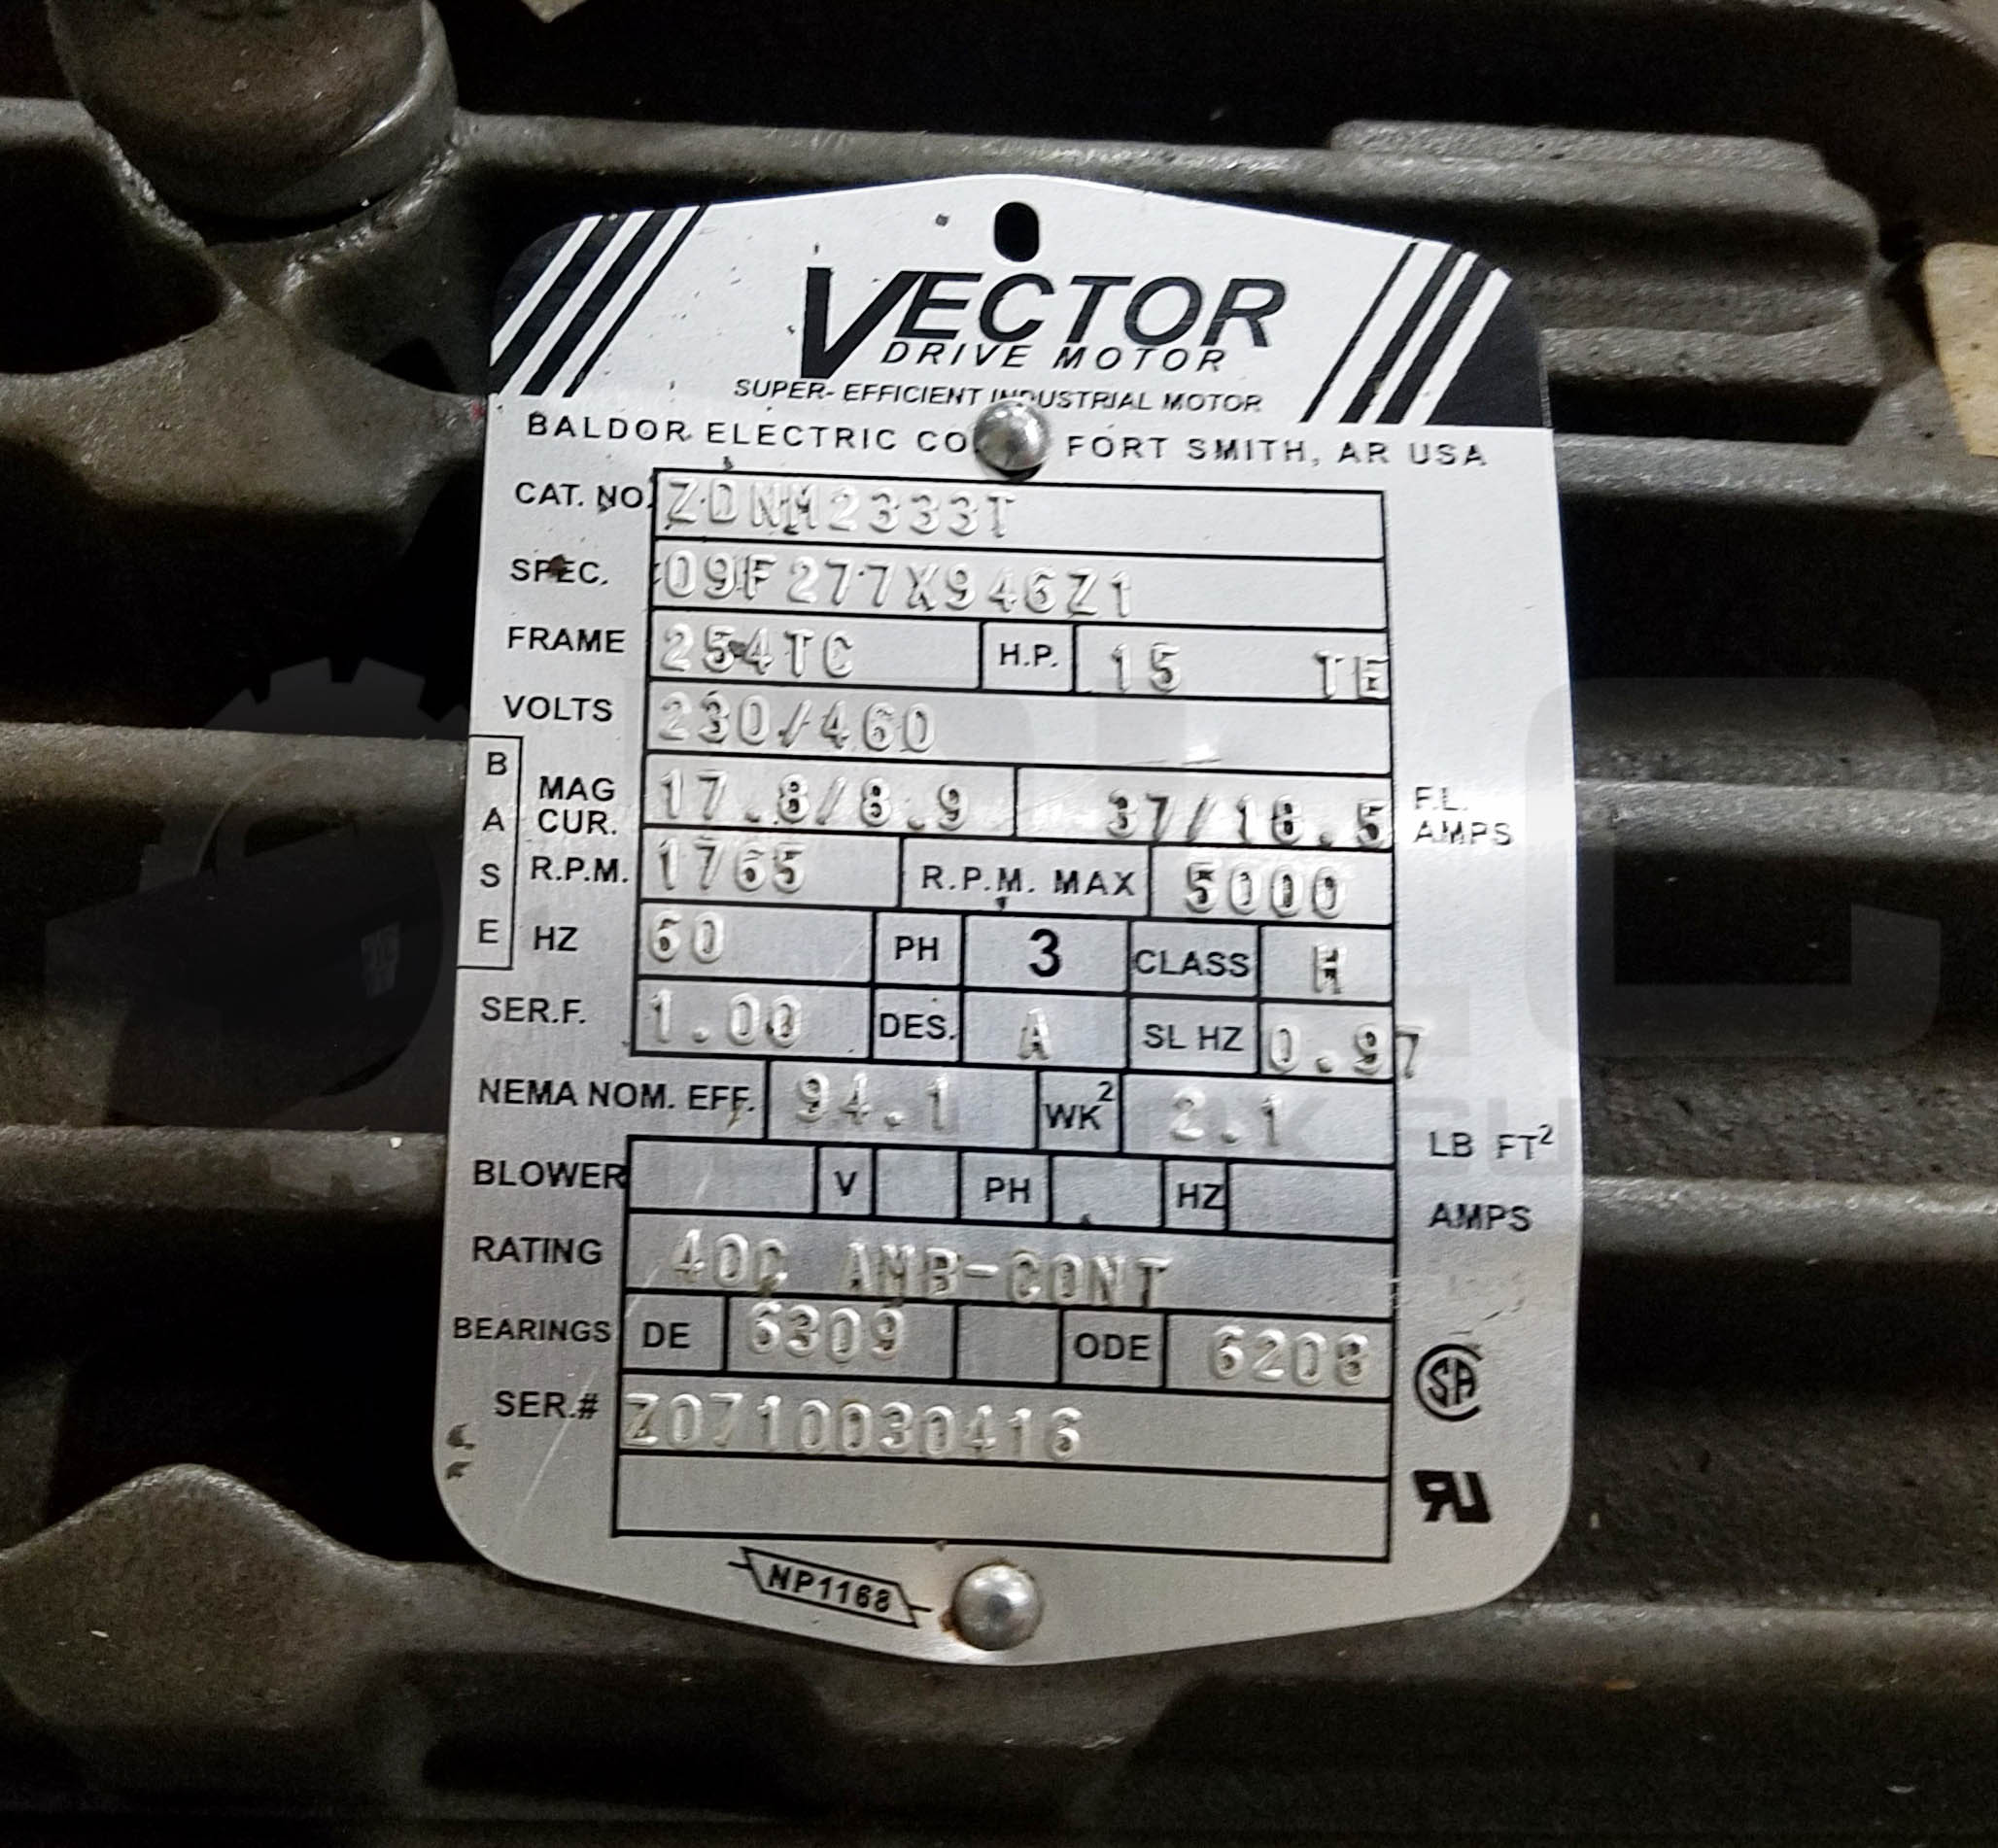 VECTOR
DRIVE MOTOR
SUPER-EFFICIENT INDUSTRIAL MOTOR
BALDOR ELECTRIC CO FORT SMITH, AR USA
CAT. NO. ZDNM2333T
SPEC. 09F277X946Z1
FRAME 254TC H.P. 15 TE
VOLTS 230/460
BASE
MAG CUR. 17.8/8.9 37/18.5 F.L. AMPS
R.P.M. 1765 R.P.M. MAX 5000
HZ 60 PH 3 CLASS H
SER.F. 1.00 DES. A SL HZ 0.97
NEMA NOM. EFF. 94.1 WK² 2.1 LB FT²
BLOWER V PH HZ AMPS
RATING 40C AMB-CONT
BEARINGS DE 6309 ODE 6208
SER.# Z0710030416
NP1168